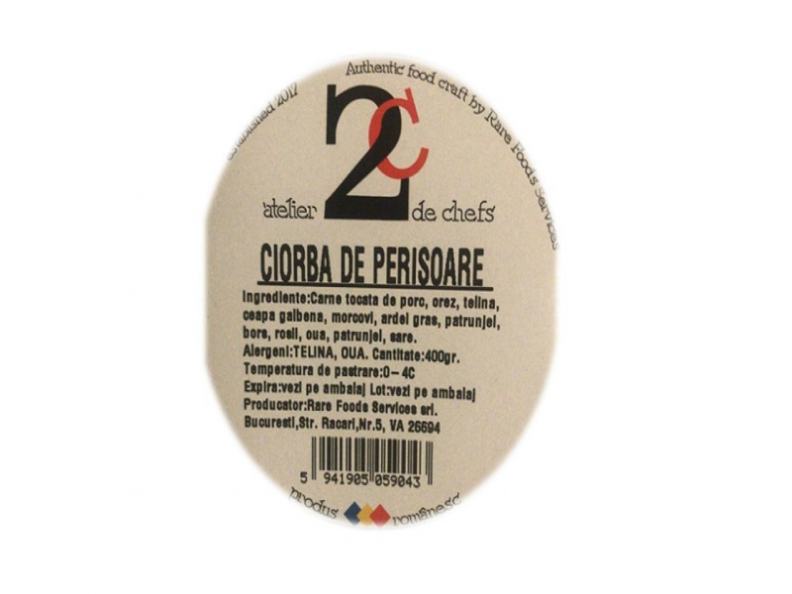 Authentic food craft by Rare Foods Services
established 2017
2c
atelier de chefs
CIORBA DE PERISOARE
Ingrediente:Carne tocata de porc, orez, telina,
ceapa galbena, morcovi, ardei gras, patrunjel,
bors, rosii, oua, patrunjel, sare.
Alergeni:TELINA, OUA. Cantitate:400gr.
Temperatura de pastrare:0-4C
Expira:vezi pe ambalaj Lot:vezi pe ambalaj
Producator:Rare Foods Services srl.
Bucuresti,Str. Racari,Nr.5, VA 26694
5 941905 059043
produs românesc